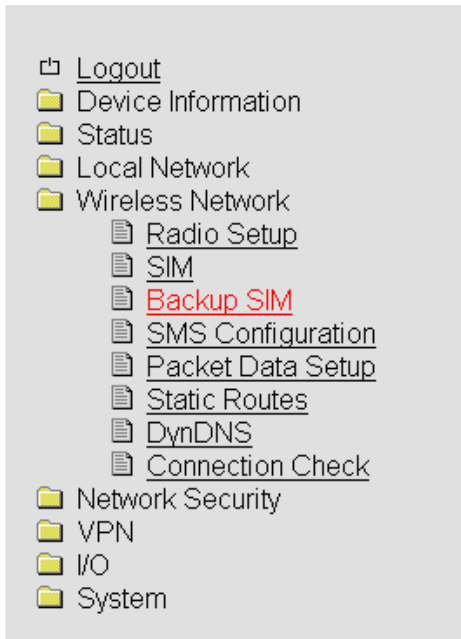 Logout
Device Information
Status
Local Network
Wireless Network
Radio Setup
SIM
Backup SIM
SMS Configuration
Packet Data Setup
Static Routes
DynDNS
Connection Check
Network Security
VPN
I/O
System